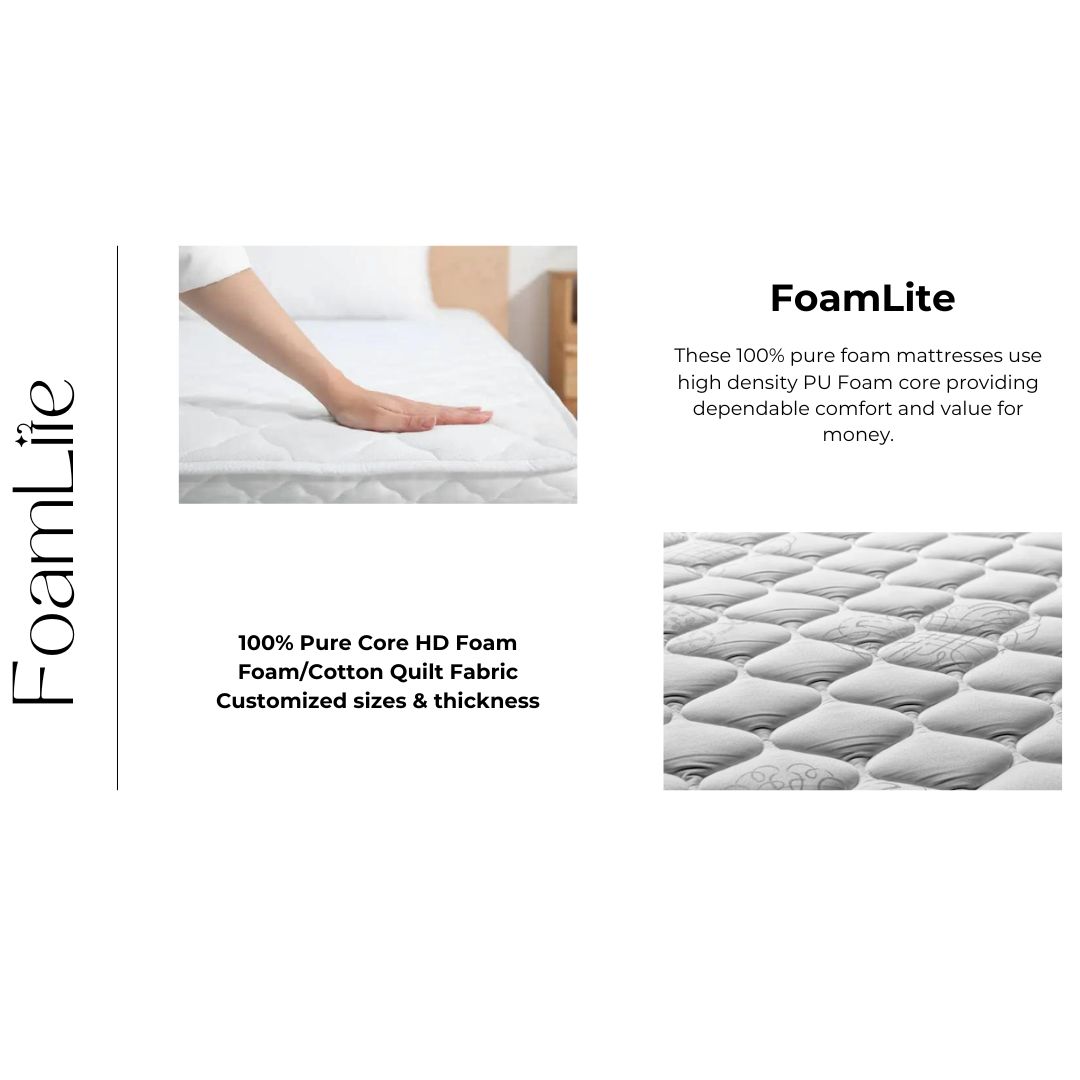 FoamLite
FoamLite
These 100% pure foam mattresses use
high density PU Foam core providing
dependable comfort and value for
money.
100% Pure Core HD Foam
Foam/Cotton Quilt Fabric
Customized sizes & thickness